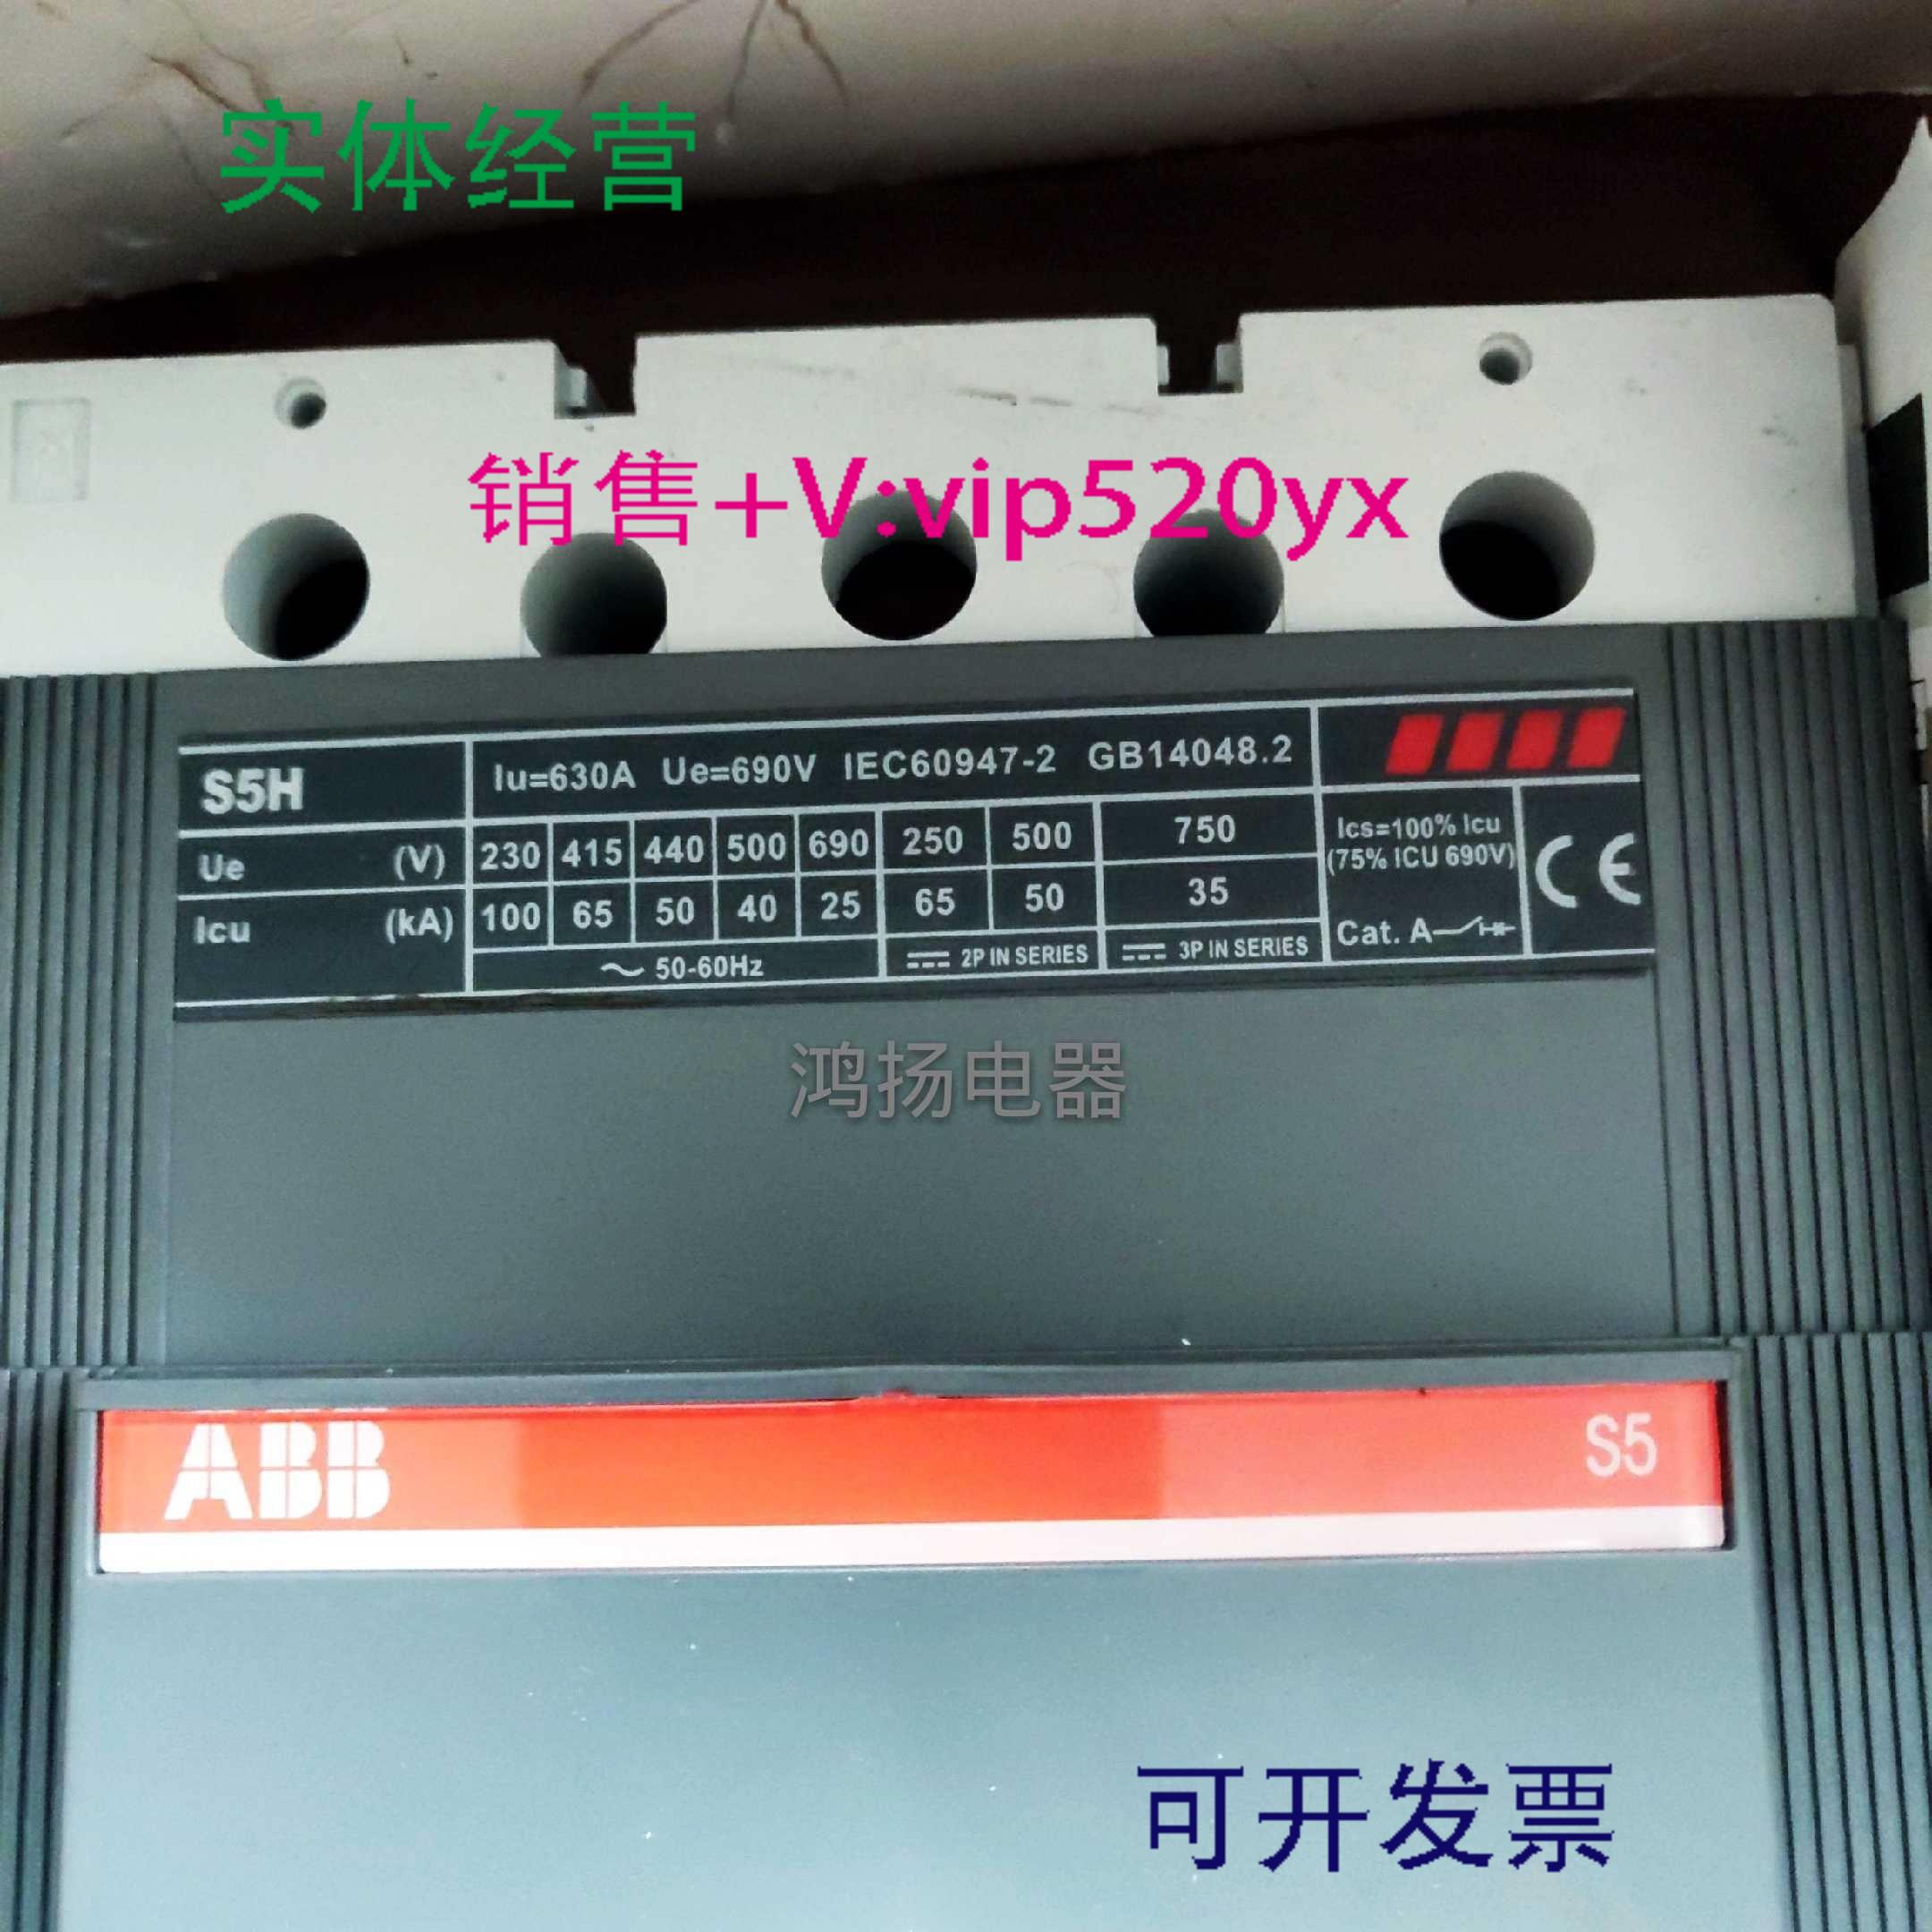 实体经营
销售+V:vip520yx
S5H Iu=630A Ue=690V IEC60947-2 GB14048.2
Ue (V) 230 415 440 500 690 250 500 750 Ics=100% Icu
(75% ICU 690V)
CE
Icu (kA) 100 65 50 40 25 65 50 35
Cat. A
~ 50-60Hz 2P IN SERIES 3P IN SERIES
鸿扬电器
ABB S5
可开发票